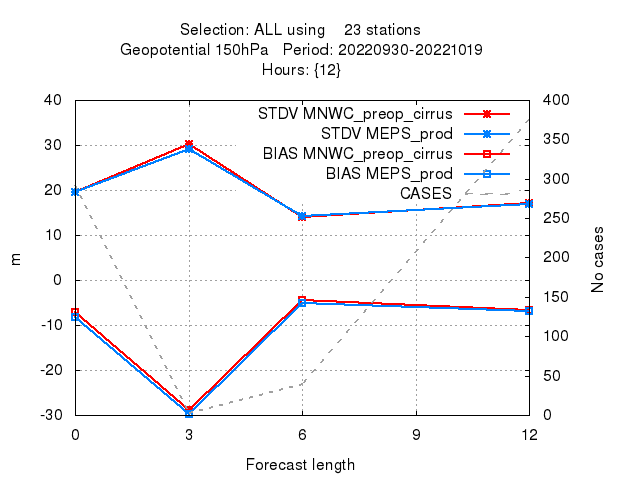 Selection: ALL using 23 stations
Geopotential 150hPa Period: 20220930-20221019
Hours: {12}
40 400
STDV MNWC_preop_cirrus
30 350
STDV MEPS_prod
BIAS MNWC_preop_cirrus
300
BIAS MEPS_prod
20
CASES
250
10
200
m
No cases
0
150
-10
100
-20
50
-30 0
0 3 6 9 12
Forecast length